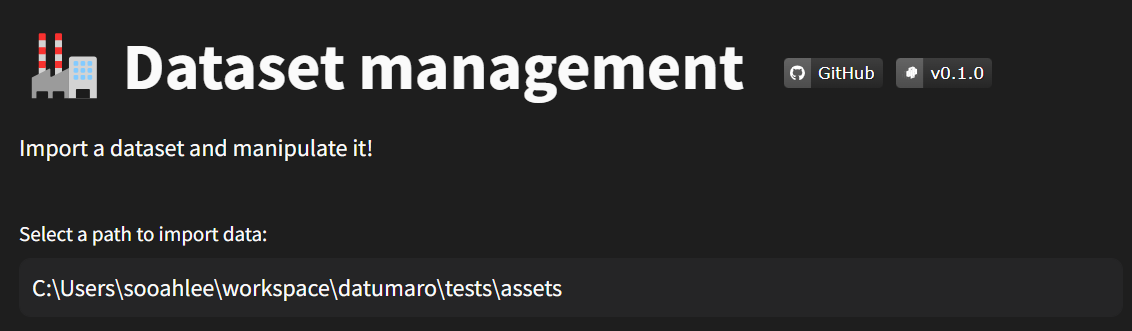 Dataset management GitHub v0.1.0
Import a dataset and manipulate it!
Select a path to import data:
C:\Users\sooahlee\workspace\datumaro\tests\assets